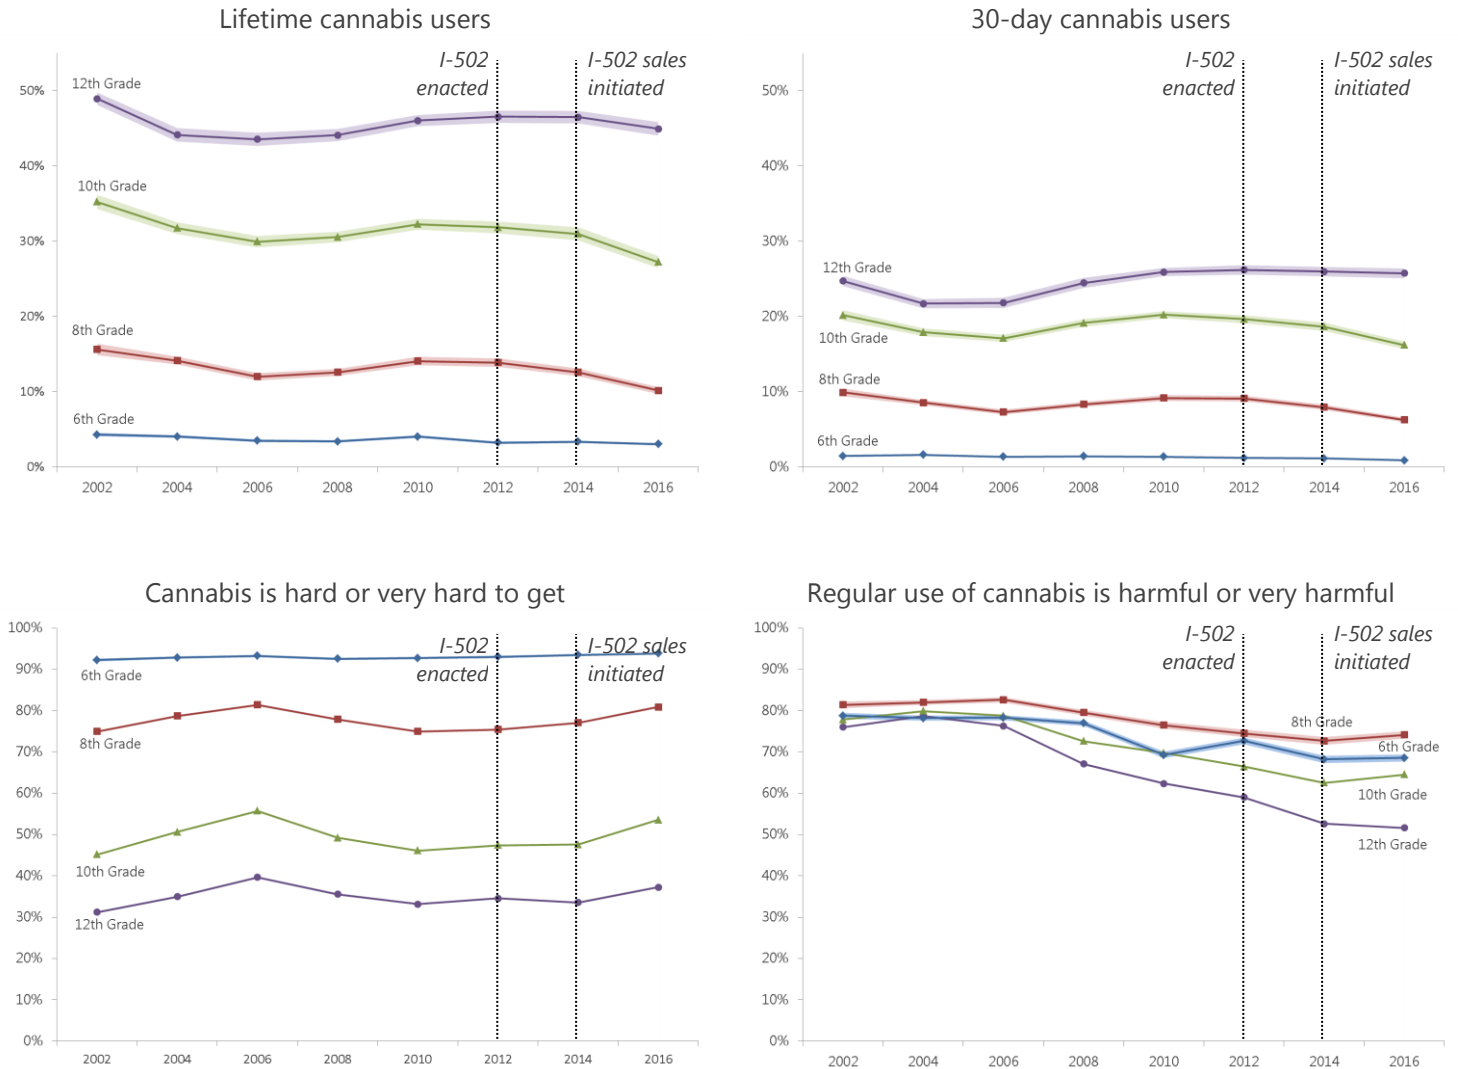 Lifetime cannabis users
I-502
enacted
I-502 sales
initiated
50%
40%
30%
20%
10%
0%
12th Grade
10th Grade
8th Grade
6th Grade
2002 2004 2006 2008 2010 2012 2014 2016
30-day cannabis users
I-502
enacted
I-502 sales
initiated
50%
40%
30%
20%
10%
0%
12th Grade
10th Grade
8th Grade
6th Grade
2002 2004 2006 2008 2010 2012 2014 2016
Cannabis is hard or very hard to get
I-502
enacted
I-502 sales
initiated
100%
90%
80%
70%
60%
50%
40%
30%
20%
10%
0%
6th Grade
8th Grade
10th Grade
12th Grade
2002 2004 2006 2008 2010 2012 2014 2016
Regular use of cannabis is harmful or very harmful
I-502
enacted
I-502 sales
initiated
100%
90%
80%
70%
60%
50%
40%
30%
20%
10%
0%
8th Grade
6th Grade
10th Grade
12th Grade
2002 2004 2006 2008 2010 2012 2014 2016